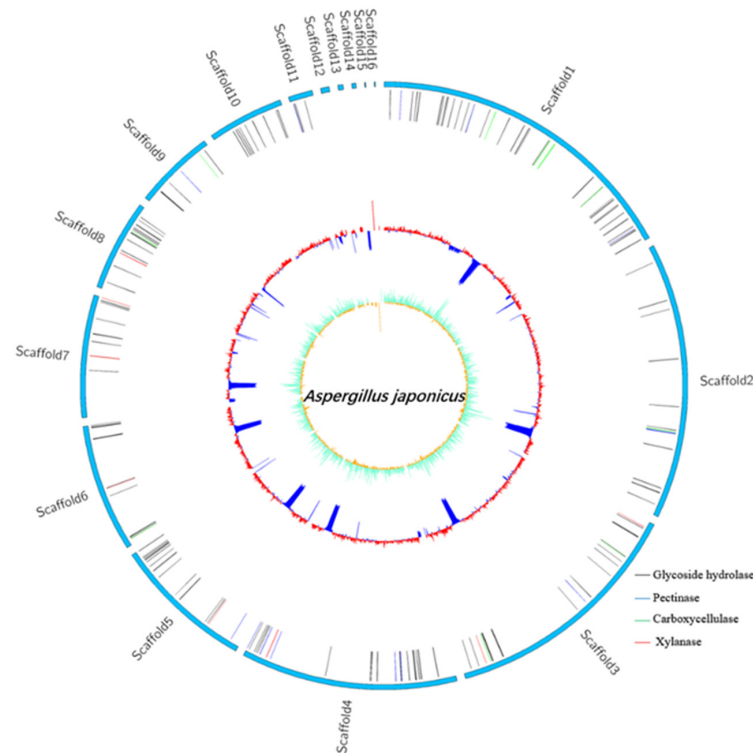 Scaffold1
Scaffold2
Scaffold3
Scaffold4
Scaffold5
Scaffold6
Scaffold7
Scaffold8
Scaffold9
Scaffold10
Scaffold11
Scaffold12
Scaffold13
Scaffold14
Scaffold15
Scaffold16
Aspergillus japonicus
Glycoside hydrolase
Pectinase
Carboxycellulase
Xylanase